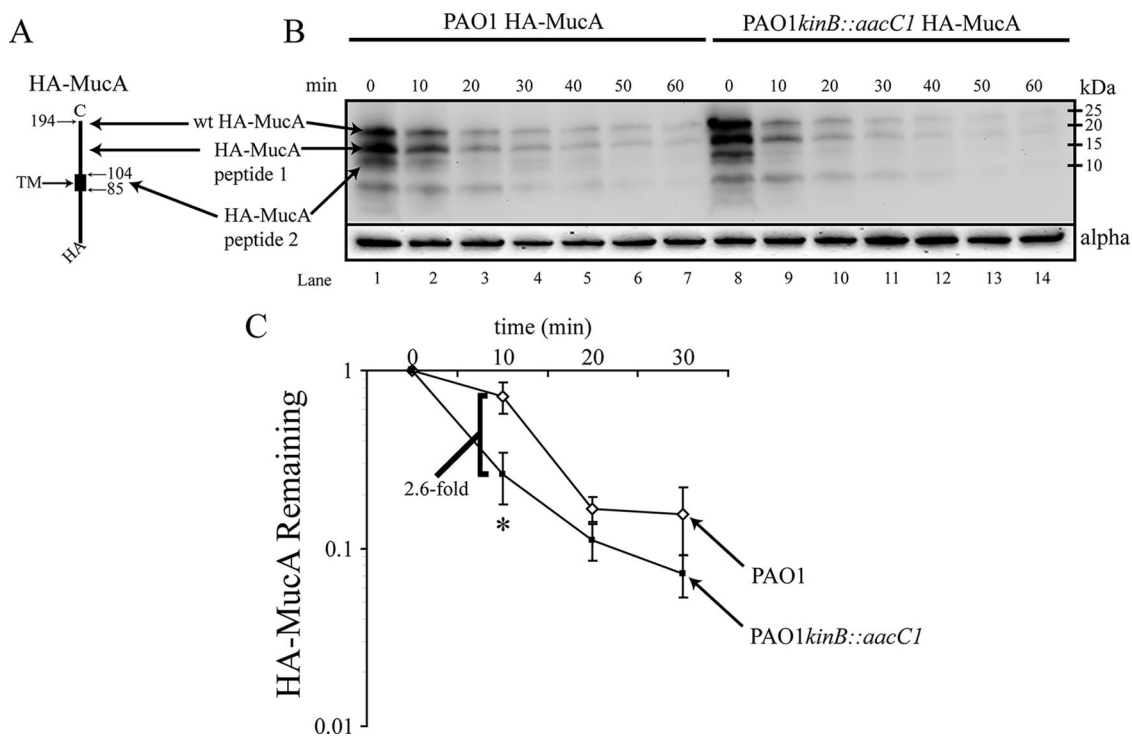 A
B
PAO1 HA-MucA
PAO1kinB::aacC1 HA-MucA
HA-MucA
min 0 10 20 30 40 50 60 0 10 20 30 40 50 60 kDa
C
194
wt HA-MucA
HA-MucA
peptide 1
TM
104
85
HA-MucA
peptide 2
HA
25
20
15
10
alpha
Lane 1 2 3 4 5 6 7 8 9 10 11 12 13 14
C
time (min)
0 10 20 30
1
0.1
0.01
HA-MucA Remaining
2.6-fold
*
PAO1
PAO1kinB::aacC1